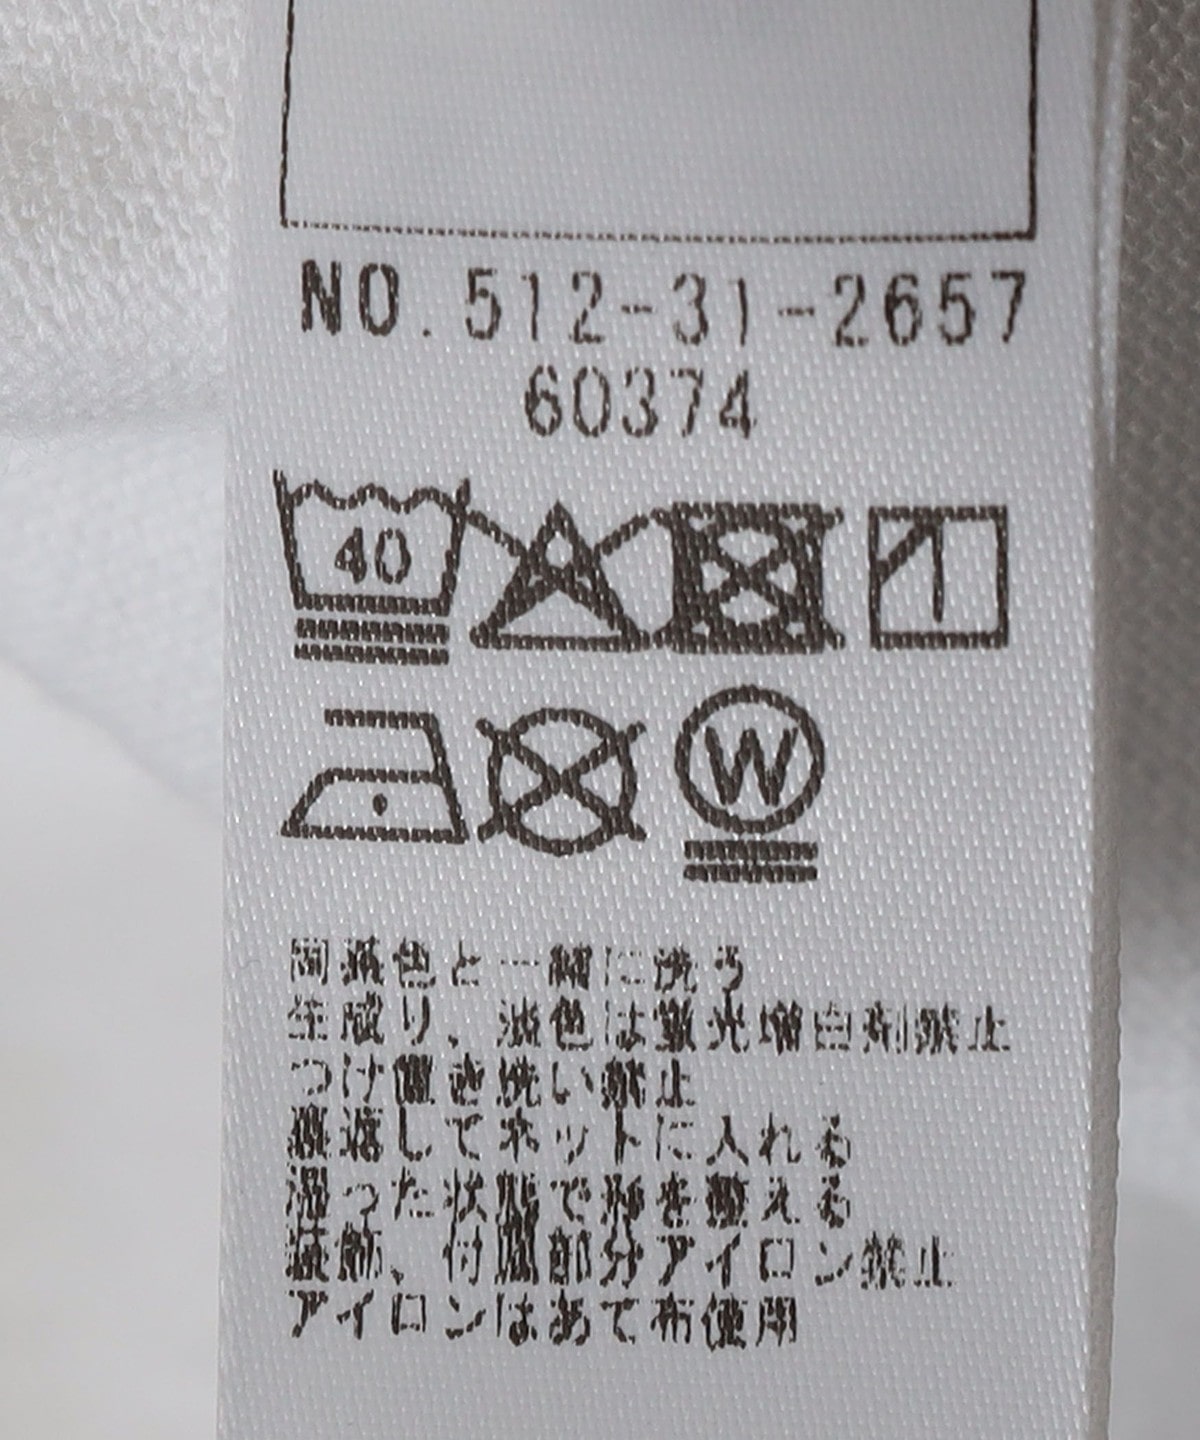 NO.512-31-2657
60374
40
W
同系色と一緒に洗う
生成り、淡色は蛍光増白剤禁止
つけ置き洗い禁止
裏返してネットに入れる
湿った状態で形を整える
装飾、付属部分アイロン禁止
アイロンはあて布使用